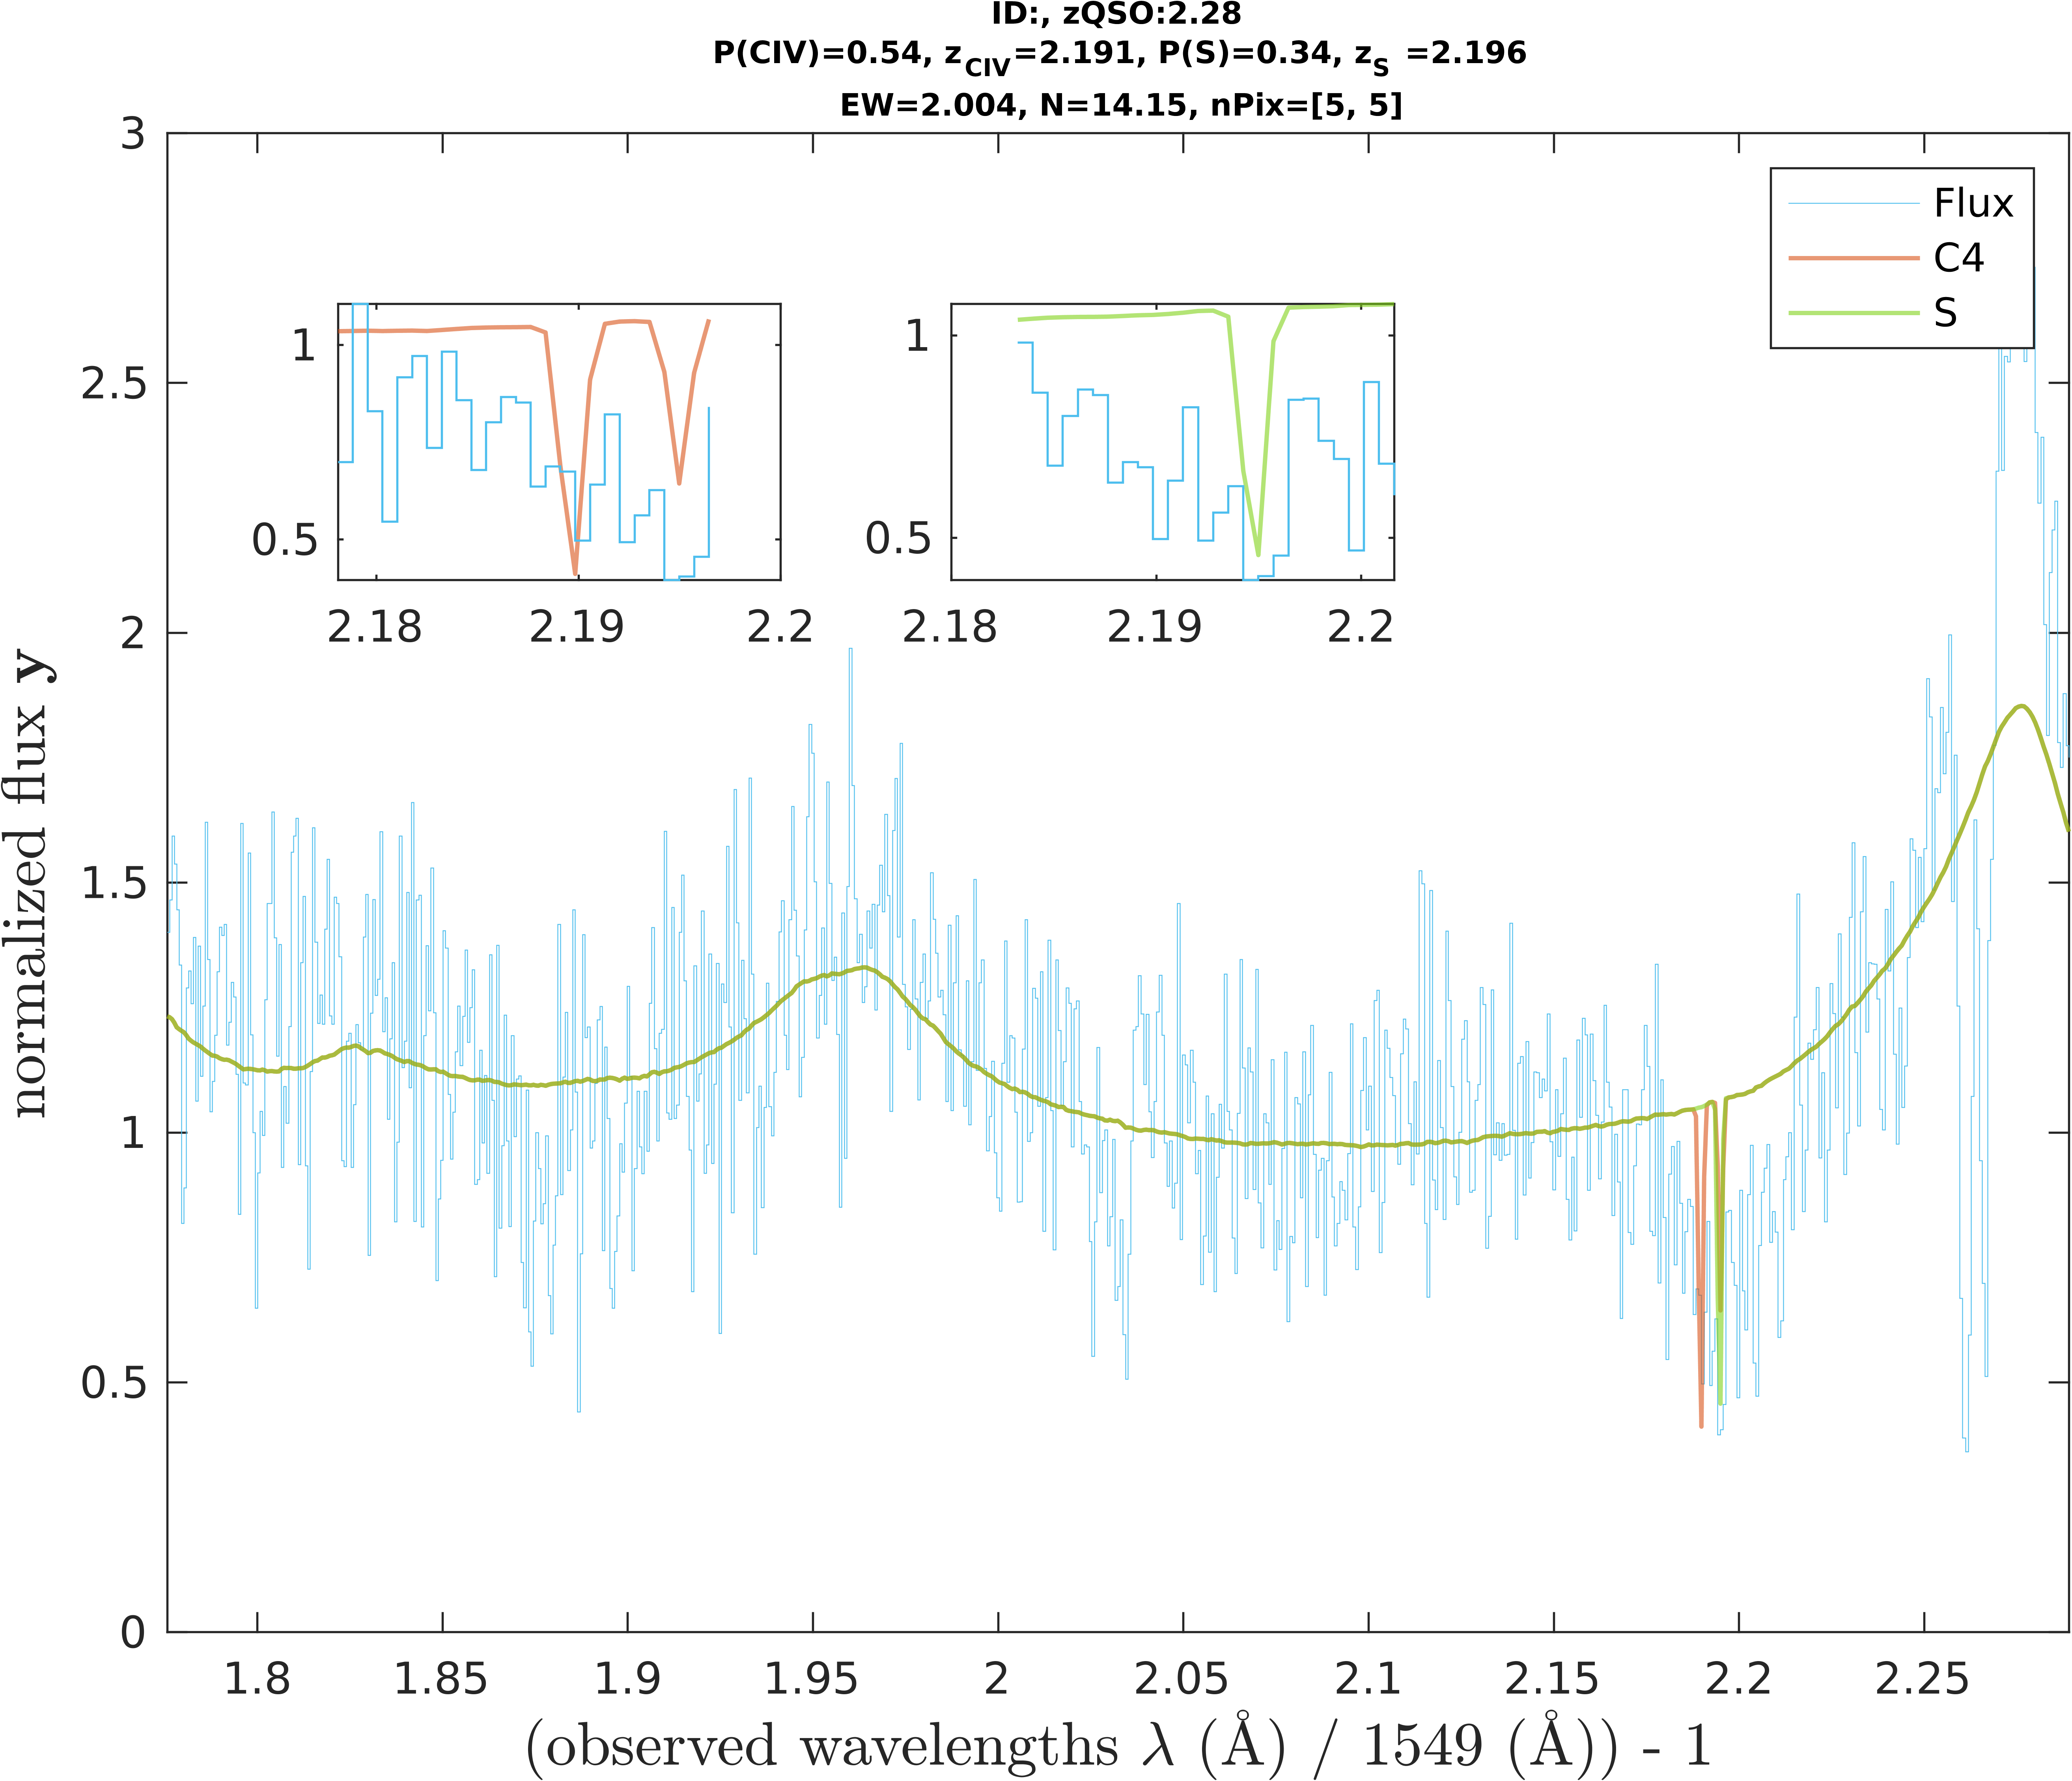 ID:, zQSO:2.28
P(CIV)=0.54, z_CIV=2.191, P(S)=0.34, z_S =2.196
EW=2.004, N=14.15, nPix=[5, 5]
3
2.5
2
1.5
1
0.5
0
normalized flux y
Flux
C4
S
1
0.5
2.18 2.19 2.2
1
0.5
2.18 2.19 2.2
1.8 1.85 1.9 1.95 2 2.05 2.1 2.15 2.2 2.25
(observed wavelengths λ (Å) / 1549 (Å)) - 1